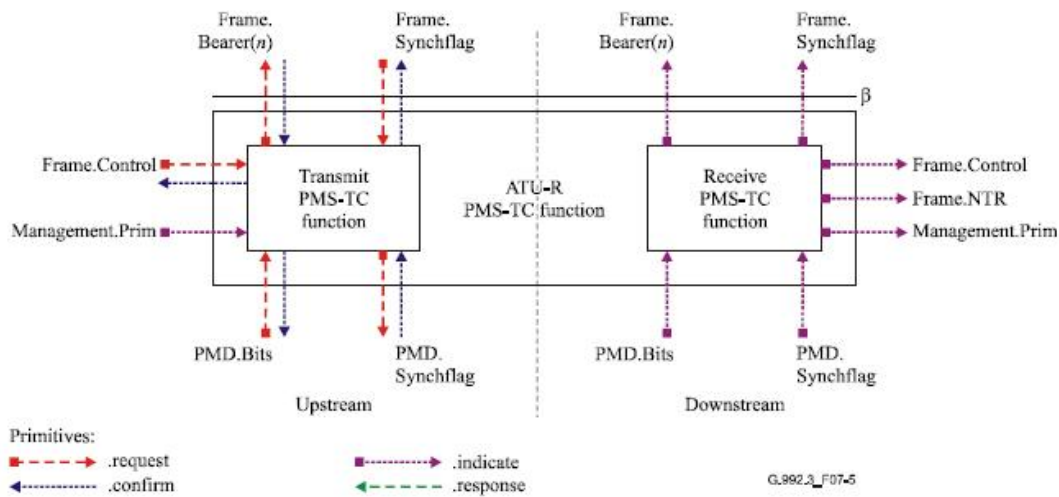 Frame.
Bearer(n)
Frame.
Synchflag
Frame.
Bearer(n)
Frame.
Synchflag
β
Frame.Control
Transmit
PMS-TC
function
Management.Prim
ATU-R
PMS-TC function
Receive
PMS-TC
function
Frame.Control
Frame.NTR
Management.Prim
PMD.Bits
PMD.
Synchflag
PMD.Bits
PMD.
Synchflag
Upstream
Downstream
Primitives:
.request
.confirm
.indicate
.response
G.992.3_F07-5